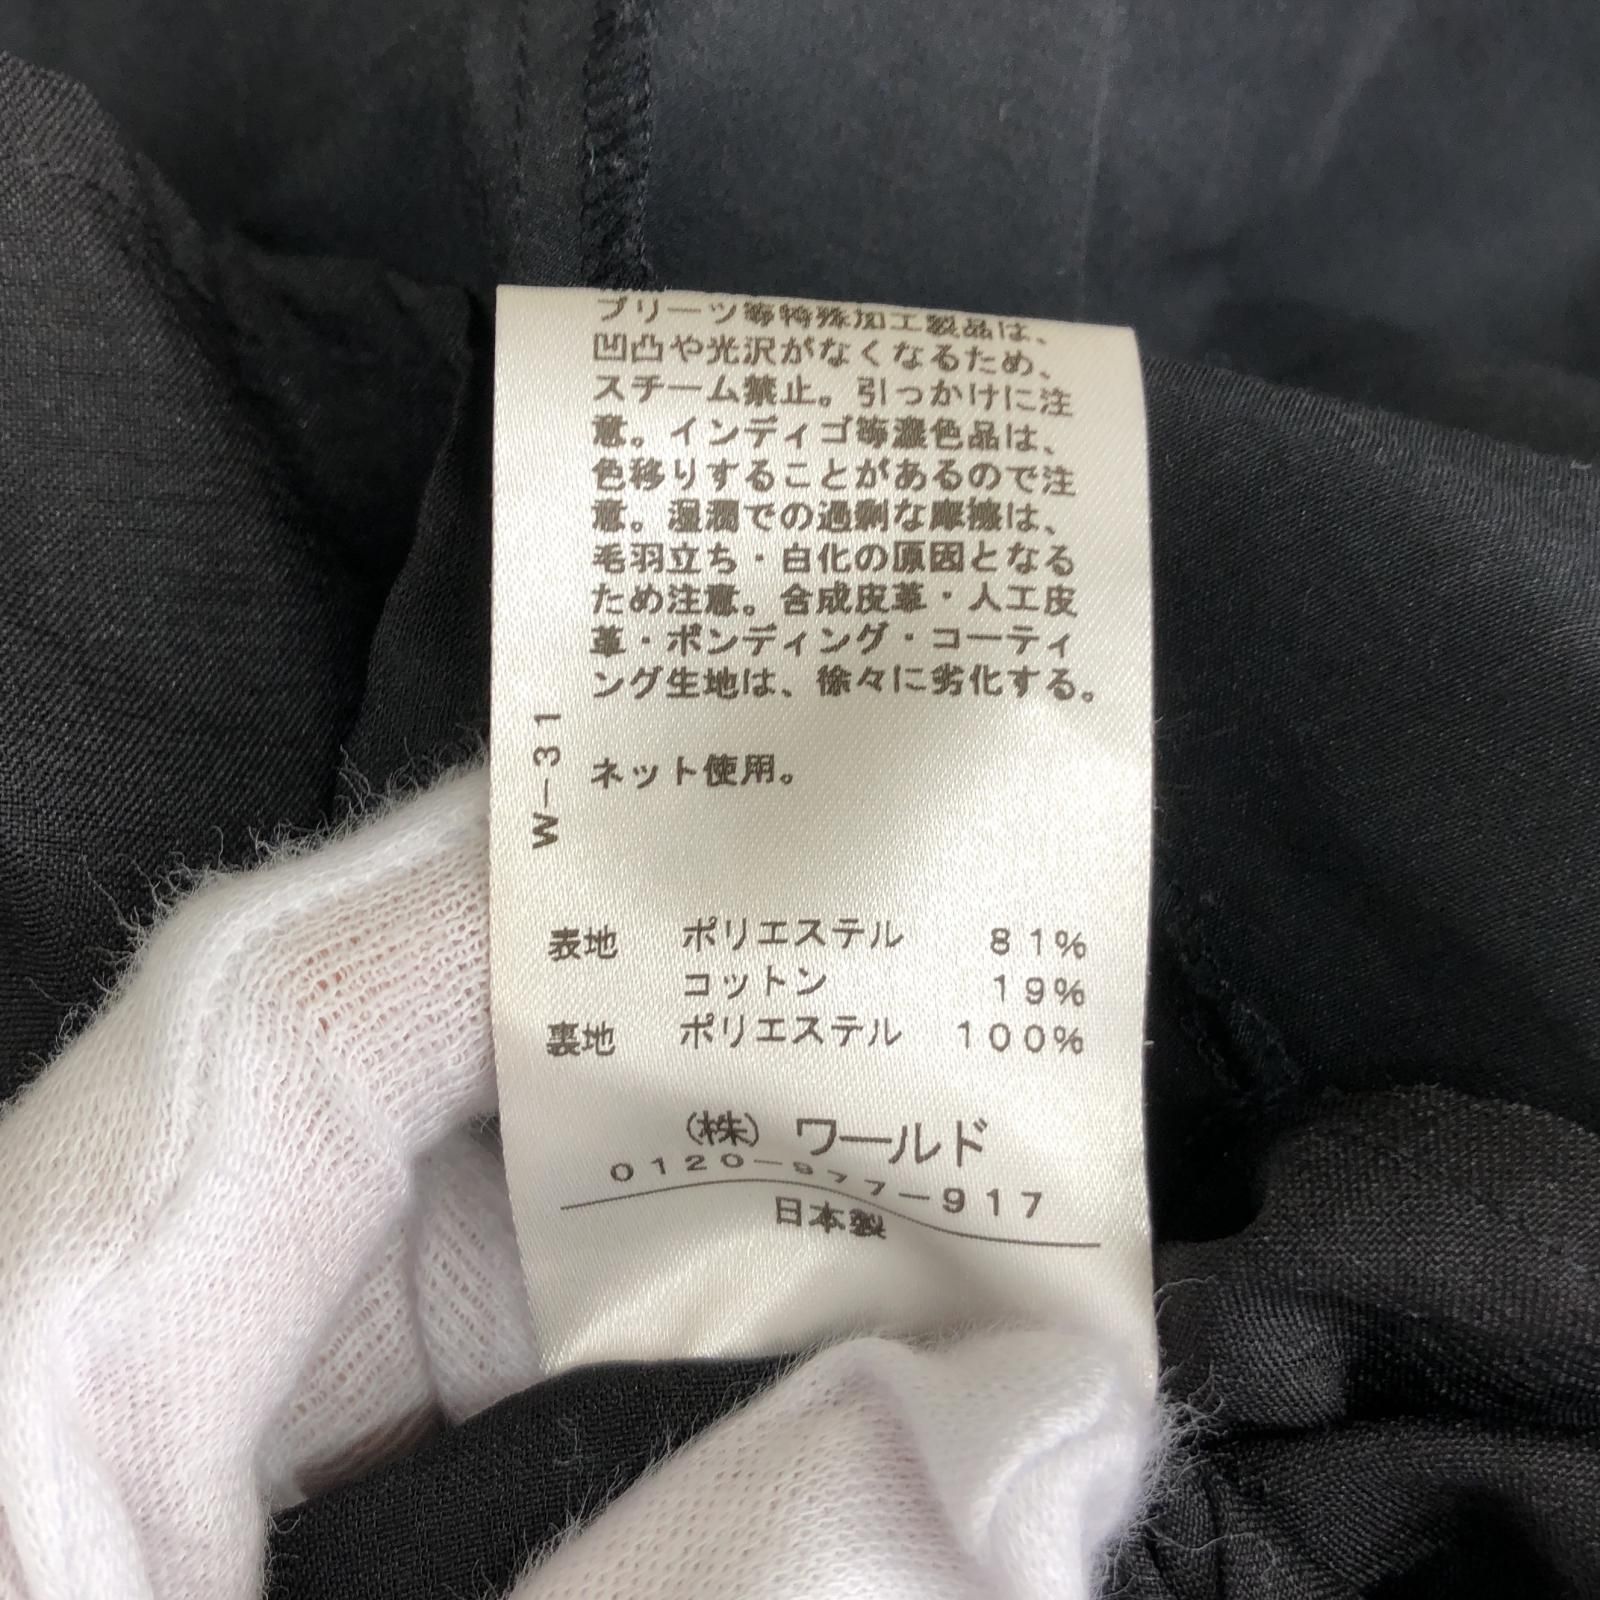 プリーツ等特殊加工製品は、
凹凸や光沢がなくなるため、
スチーム禁止。引っかけに注
意。インディゴ等濃色品は、
色移りすることがあるので注
意。湿潤での過剰な摩擦は、
毛羽立ち・白化の原因となる
ため注意。合成皮革・人工皮
革・ボンディング・コーティ
ング生地は、徐々に劣化する。
W-31
ネット使用。
表地 ポリエステル 81%
コットン 19%
裏地 ポリエステル 100%
(株) ワールド
0120-977-917
日本製